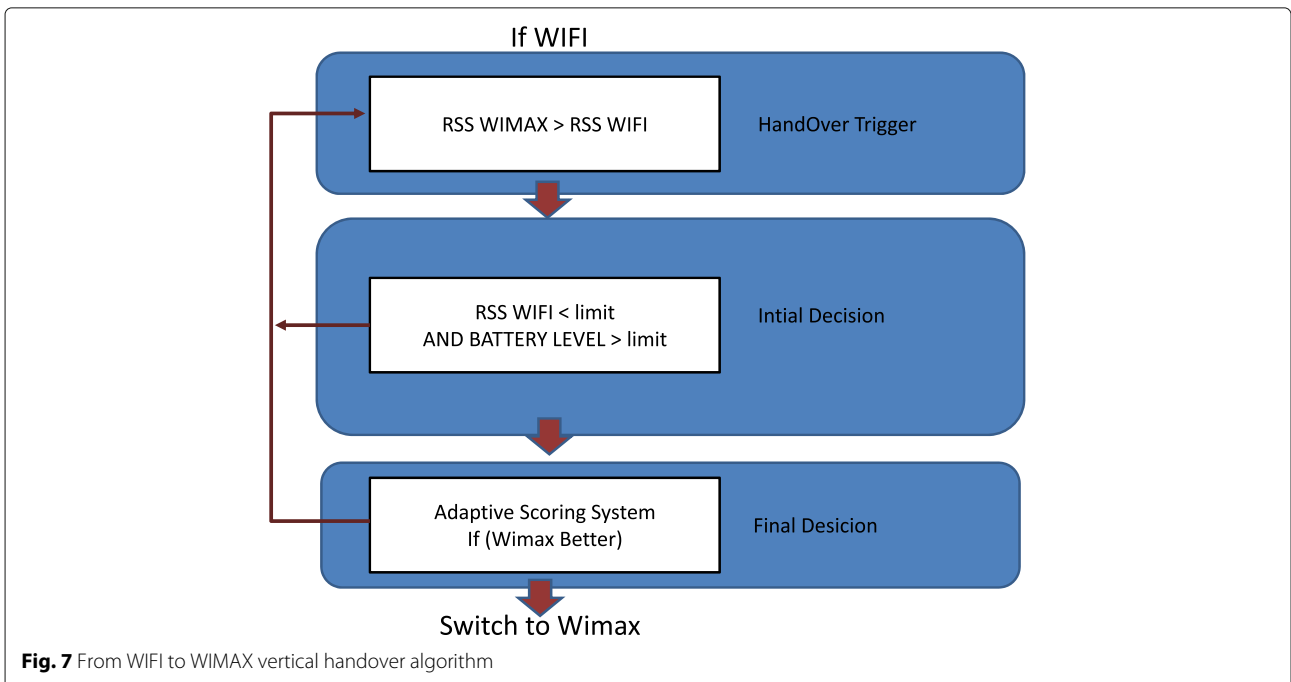 If WIFI
RSS WIMAX > RSS WIFI
HandOver Trigger
RSS WIFI < limit
AND BATTERY LEVEL > limit
Intial Decision
Adaptive Scoring System
If (Wimax Better)
Final Desicion
Switch to Wimax
Fig. 7 From WIFI to WIMAX vertical handover algorithm